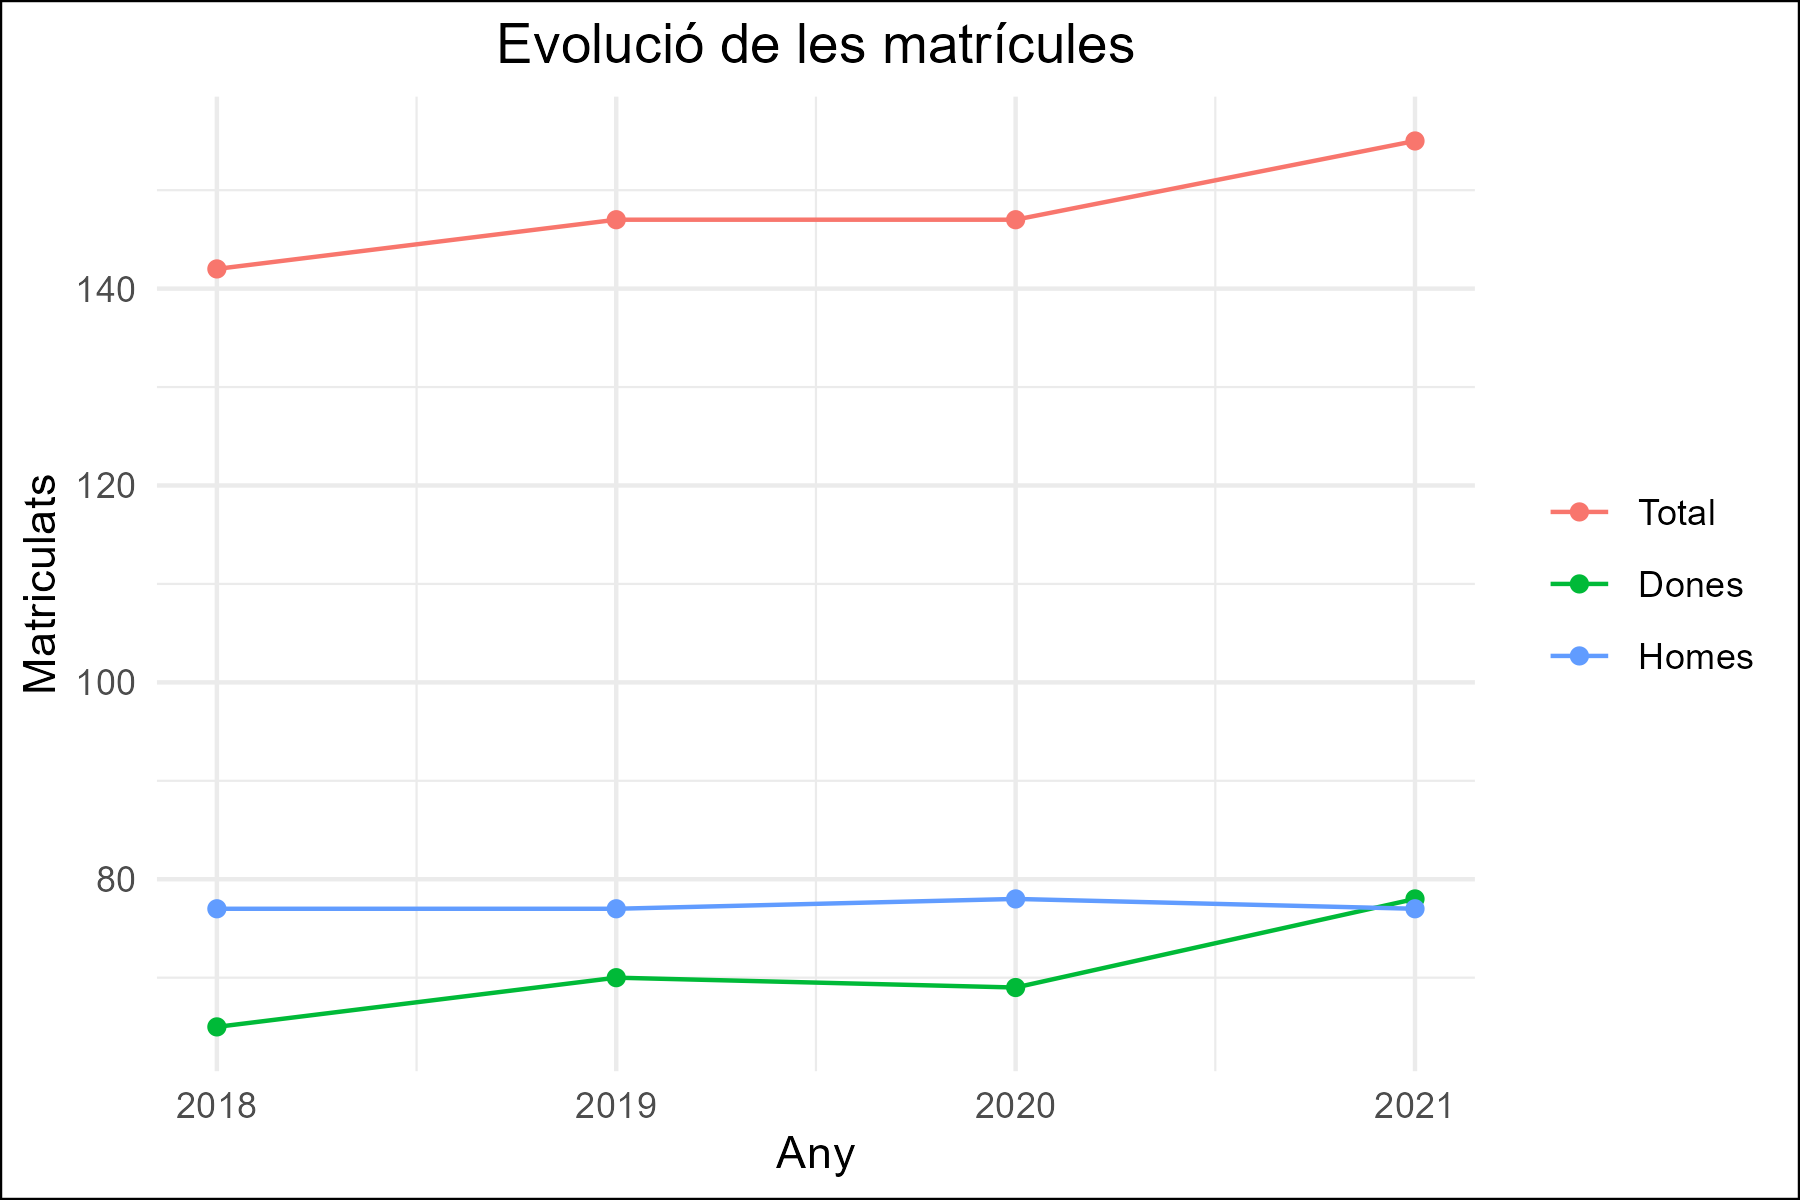 Evolució de les matrícules
Matriculats
140
120
100
80
2018 2019 2020 2021
Any
Total
Dones
Homes